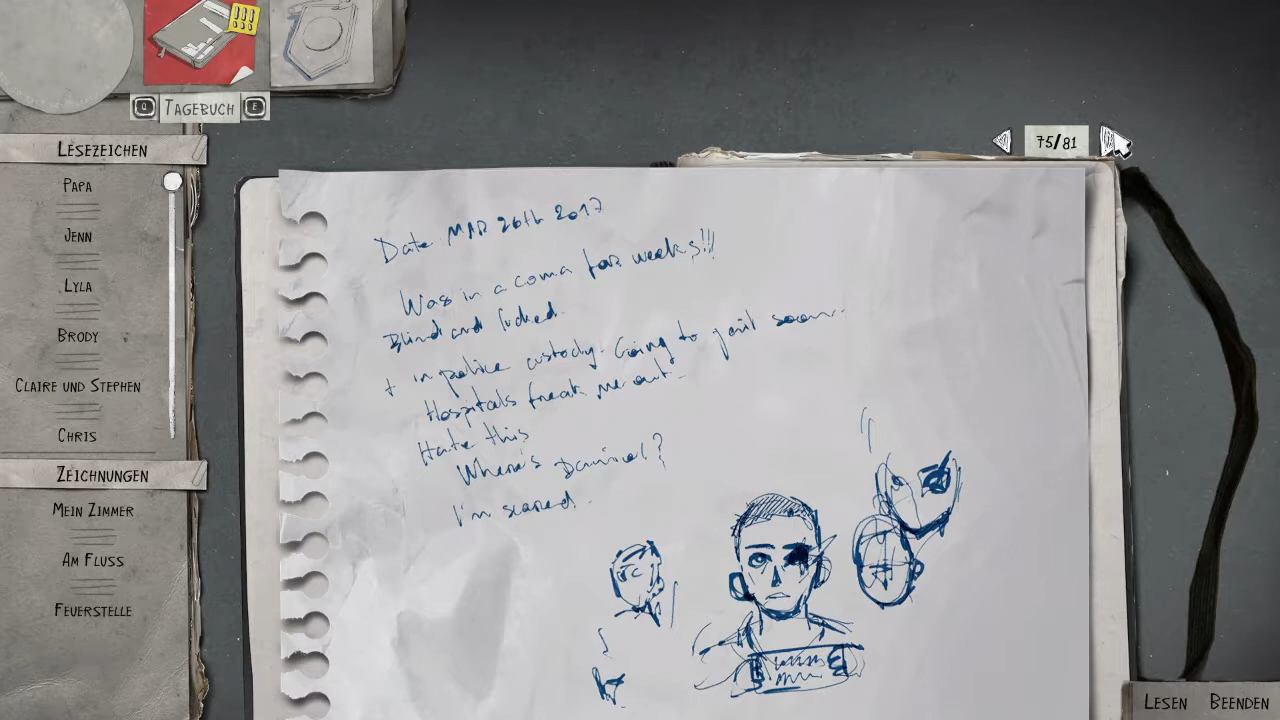 Q TAGEBUCH E
LESEZEICHEN
PAPA
JENN
LYLA
BRODY
CLAIRE UND STEPHEN
CHRIS
ZEICHNUNGEN
MEIN ZIMMER
AM FLUSS
FEUERSTELLE
75/81
Date MAR 26th 2017
Was in a coma for weeks!!!
Blind and fucked.
+ in police custody. Going to jail soon.
Hospitals freak me out.
Hate this
Where's Daniel?
I'm scared.
LESEN BEENDEN